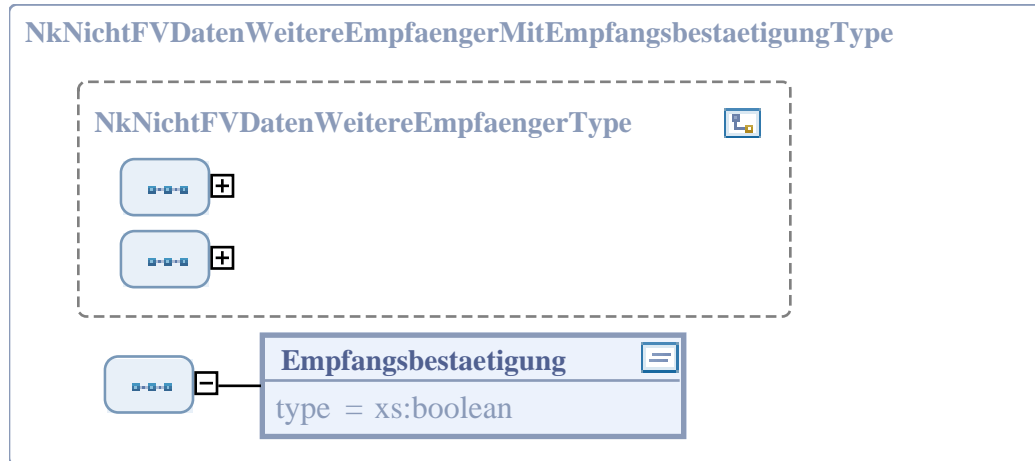 NkNichtFVDatenWeitereEmpfaengerMitEmpfangsbestaetigungType
NkNichtFVDatenWeitereEmpfaengerType
Empfangsbestaetigung
type = xs:boolean